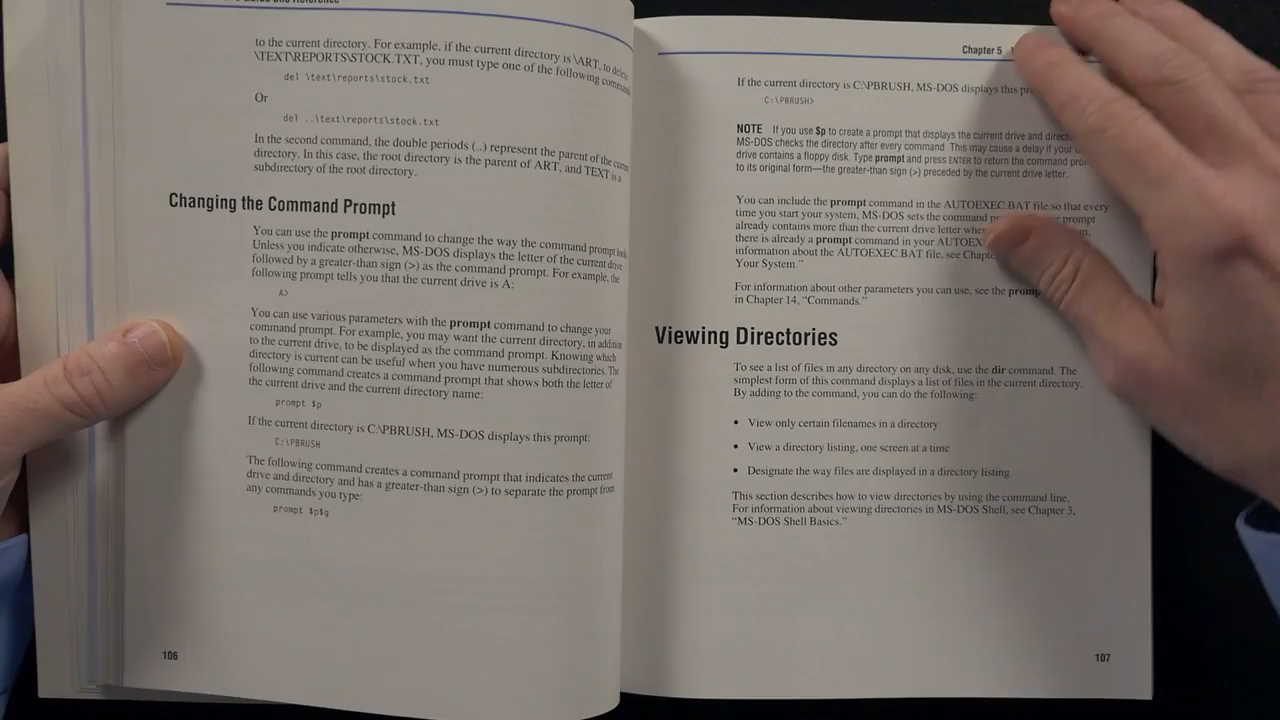 Guide and Reference
to the current directory. For example, if the current directory is \ART, to delete
\TEXT\REPORTS\STOCK.TXT, you must type one of the following
del \text\reports\stock.txt
Or
del ..\text\reports\stock.txt
In the second command, the double periods (..) represent the parent of the
directory. In this case, the root directory is the parent of ART, and TEXT is a
subdirectory of the root directory.
Changing the Command Prompt
You can use the prompt command to change the way the command prompt
Unless you indicate otherwise, MS-DOS displays the letter of the current drive
followed by a greater-than sign (>) as the command prompt. For example, the
following prompt tells you that the current drive is A:
A>
You can use various parameters with the prompt command to change your
command prompt. For example, you may want the current directory, in addition
to the current drive, to be displayed as the command prompt. Knowing which
directory is current can be useful when you have numerous subdirectories. The
following command creates a command prompt that shows both the letter of
the current drive and the current directory name:
prompt $p
If the current directory is C:\PBRUSH, MS-DOS displays this prompt:
C:\PBRUSH
The following command creates a command prompt that indicates the current
drive and directory and has a greater-than sign (>) to separate the prompt from
any commands you type:
prompt $p$g
106
Chapter 5
If the current directory is C:\PBRUSH, MS-DOS displays this
C:\PBRUSH>
NOTE If you use $p to create a prompt that displays the current drive and
MS-DOS checks the directory after every command. This may cause a delay if your
drive contains a floppy disk. Type prompt and press ENTER to return the command
to its original form—the greater-than sign (>) preceded by the current drive letter.
You can include the prompt command in the AUTOEXEC.BAT file so that every
time you start your system, MS-DOS sets the command prompt
already contains more than the current drive letter
there is already a prompt command in your
information about the AUTOEXEC.BAT file, see
Your System."
For information about other parameters you can use, see the
in Chapter 14, "Commands."
Viewing Directories
To see a list of files in any directory on any disk, use the dir command. The
simplest form of this command displays a list of files in the current directory.
By adding to the command, you can do the following:
• View only certain filenames in a directory
• View a directory listing, one screen at a time
• Designate the way files are displayed in a directory listing
This section describes how to view directories by using the command line.
For information about viewing directories in MS-DOS Shell, see Chapter 3,
"MS-DOS Shell Basics."
107